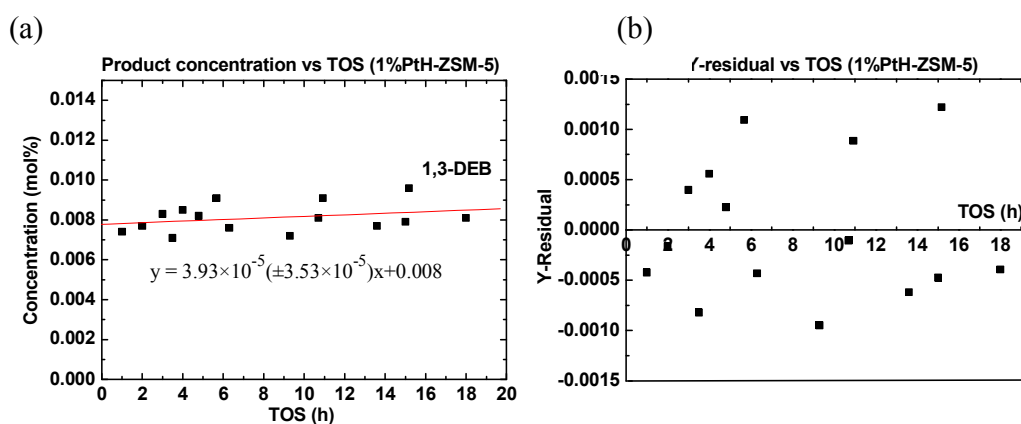 (a)
(b)
Product concentration vs TOS (1%PtH-ZSM-5)
0.014
0.012
0.010
0.008
0.006
0.004
0.002
0.000
Concentration (mol%)
1,3-DEB
y = 3.93×10⁻⁵(±3.53×10⁻⁵)x+0.008
0 2 4 6 8 10 12 14 16 18 20
TOS (h)
Y-residual vs TOS (1%PtH-ZSM-5)
0.0015
0.0010
0.0005
0.0000
-0.0005
-0.0010
-0.0015
Y-Residual
TOS (h)
0 2 4 6 8 10 12 14 16 18